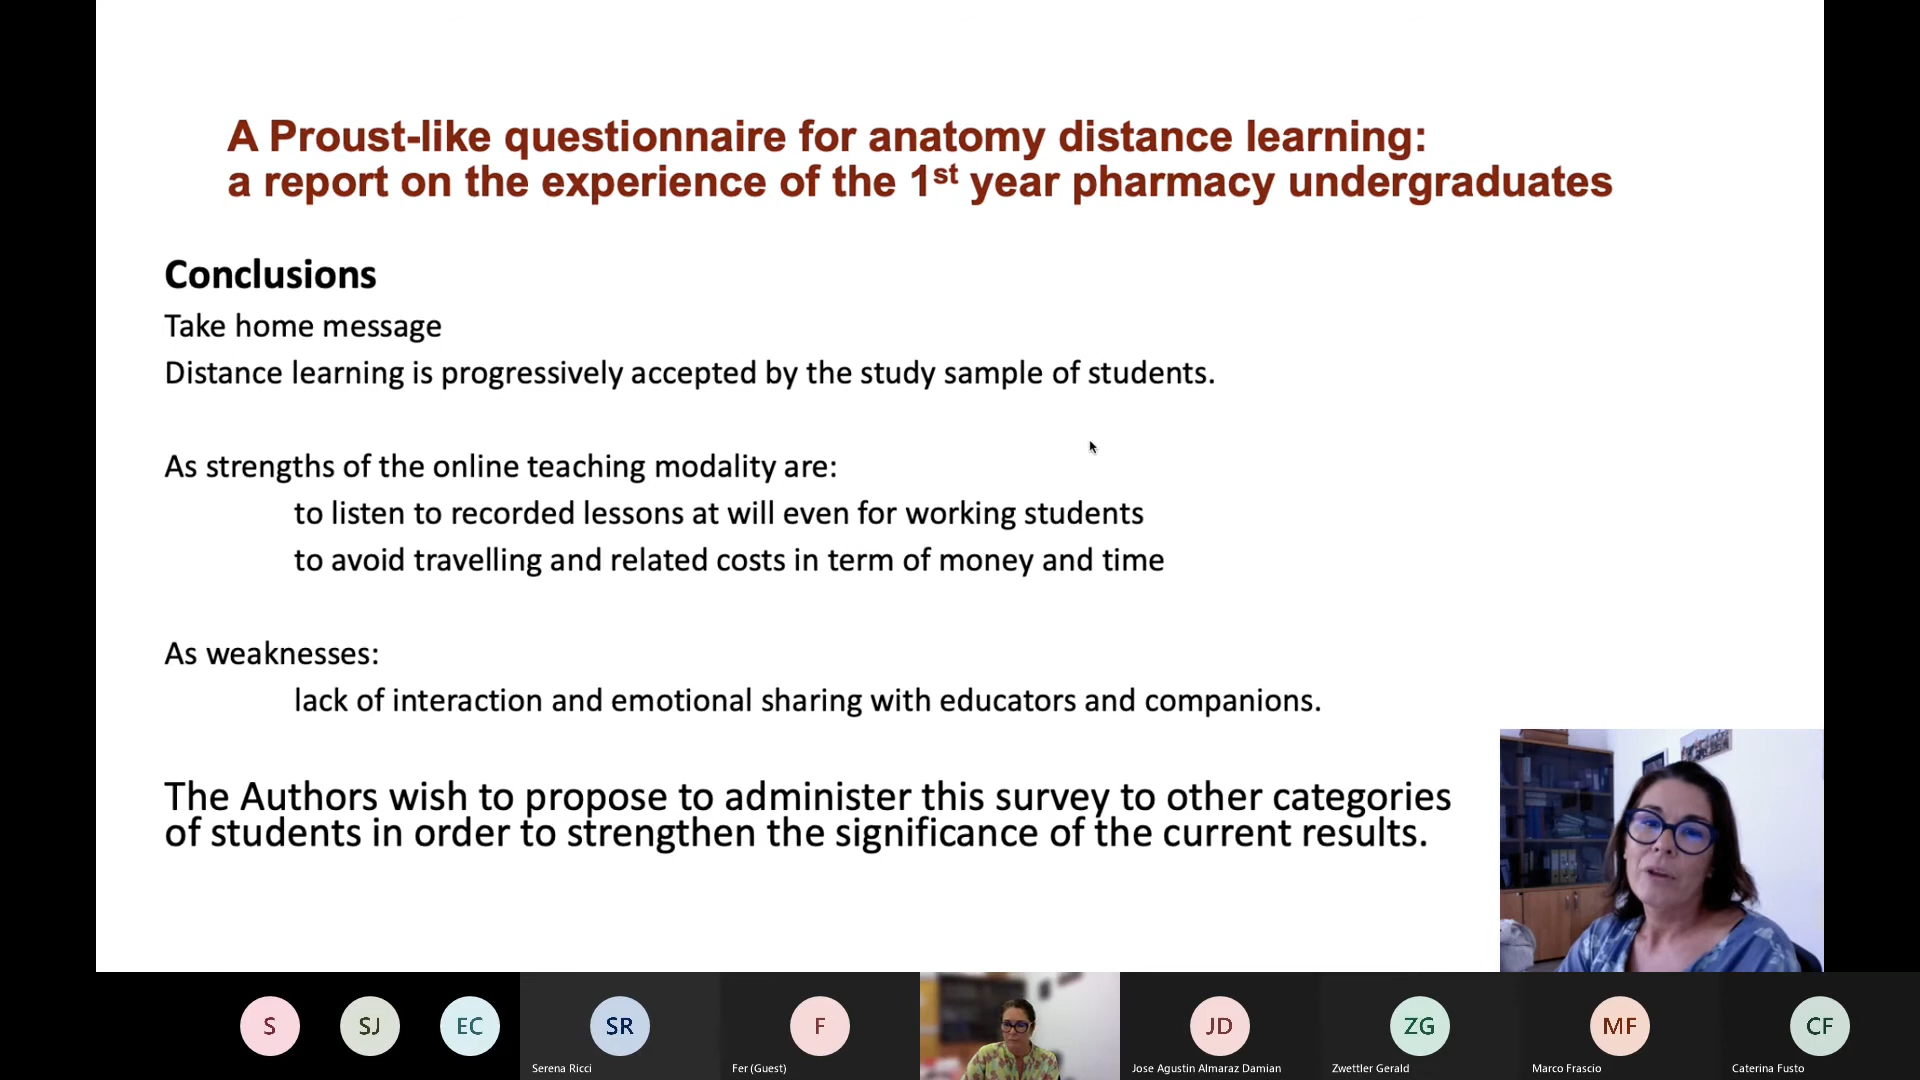 A Proust-like questionnaire for anatomy distance learning:
a report on the experience of the 1st year pharmacy undergraduates
Conclusions
Take home message
Distance learning is progressively accepted by the study sample of students.
As strengths of the online teaching modality are:
to listen to recorded lessons at will even for working students
to avoid travelling and related costs in term of money and time
As weaknesses:
lack of interaction and emotional sharing with educators and companions.
The Authors wish to propose to administer this survey to other categories
of students in order to strengthen the significance of the current results.
S
SJ
EC
SR
F
JD
ZG
MF
CF
Serena Ricci
Fer (Guest)
Jose Agustin Almaraz Damian
Zwettler Gerald
Marco Frascio
Caterina Fusto